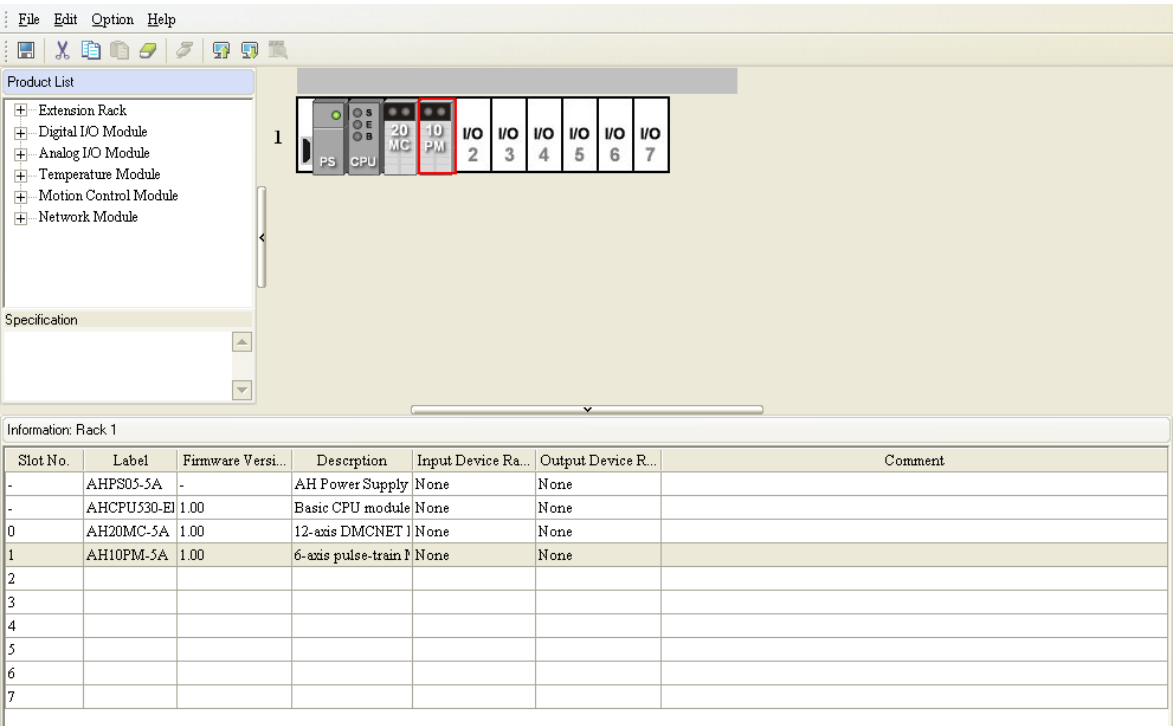 File Edit Option Help
Product List
Extension Rack
Digital I/O Module
Analog I/O Module
Temperature Module
Motion Control Module
Network Module
Specification
1
PS
CPU
S
E
B
20
MC
10
PM
I/O
2
I/O
3
I/O
4
I/O
5
I/O
6
I/O
7
Information: Rack 1
Slot No. Label Firmware Versi... Descrption Input Device Ra... Output Device R... Comment
- AHPS05-5A - AH Power Supply None None
- AHCPU530-El 1.00 Basic CPU module None None
0 AH20MC-5A 1.00 12-axis DMCNET None None
1 AH10PM-5A 1.00 6-axis pulse-train None None
2
3
4
5
6
7